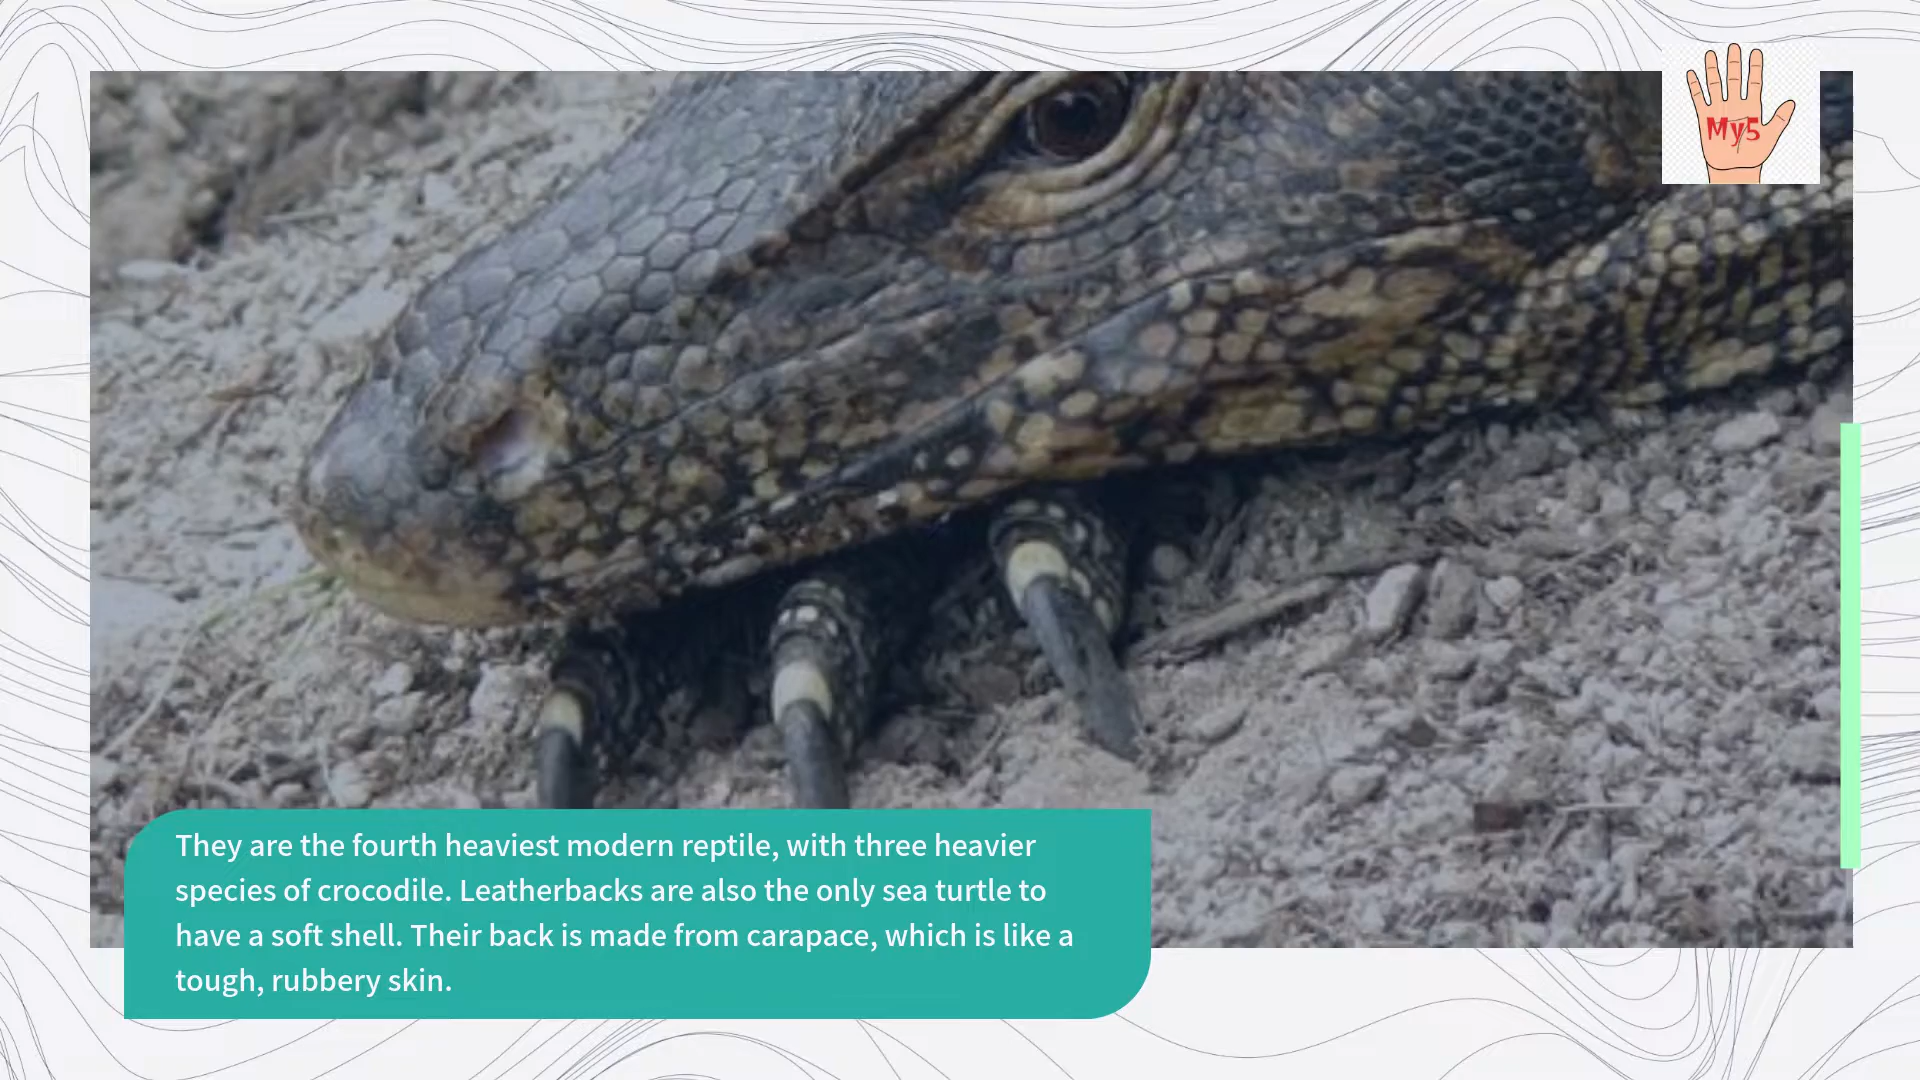 My5
They are the fourth heaviest modern reptile, with three heavier
species of crocodile. Leatherbacks are also the only sea turtle to
have a soft shell. Their back is made from carapace, which is like a
tough, rubbery skin.